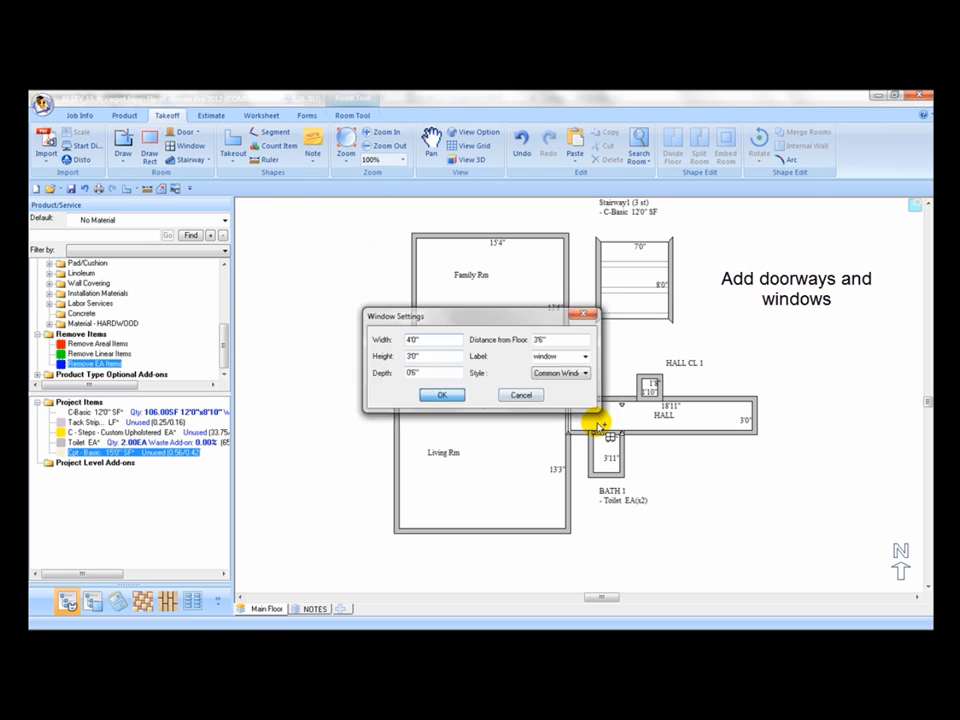 Room Tool
Job Info Product Takeoff Estimate Worksheet Forms Room Tool
Import Scale Start Di... Disto
Draw Draw Rect Door Window Stairway
Takeout Segment Count Item Ruler Note
Zoom Zoom In Zoom Out 100%
Pan View Option View Grid View 3D
Undo Redo Paste Copy Cut Delete Search Room
Divide Floor Split Room Embed Room
Rotate Merge Rooms Internal Wall Arc
Import Room Shapes Zoom View Edit Shape Edit Shape Edit
Product/Service
Default: No Material
Go Find + -
Filter by:
Pad/Cushion
Linoleum
Wall Covering
Installation Materials
Labor Services
Concrete
Material - HARDWOOD
Remove Items
Remove Areal Items
Remove Linear Items
Remove EA Items
Product Type Optional Add-ons
Project Items
C-Basic 12'0" SF* Qty: 106.00SF 12'0"x8'10" W
Tack Strip... LF* Unused (0.25/0.16)
C - Steps - Custom Upholstered EA* Unused (33.75/
Toilet EA* Qty: 2.00EA Waste Add-on: 0.00% (65
Cpt - Basic 15'0" SF* Unused (0.56/0.42)
Project Level Add-ons
Stairway1 (3 st)
- C-Basic 12'0" SF
7'0"
8'0"
15'4"
Family Rm
Add doorways and
windows
Window Settings
Width: 4'0" Distance from Floor: 3'6"
Height: 3'0" Label: window
Depth: 0'6" Style : Common Wind
OK Cancel
HALL CL 1
1'8"
1'10"
18'11"
HALL
3'0"
Living Rm
13'3"
3'11"
BATH 1
- Toilet EA(x2)
N
Main Floor NOTES